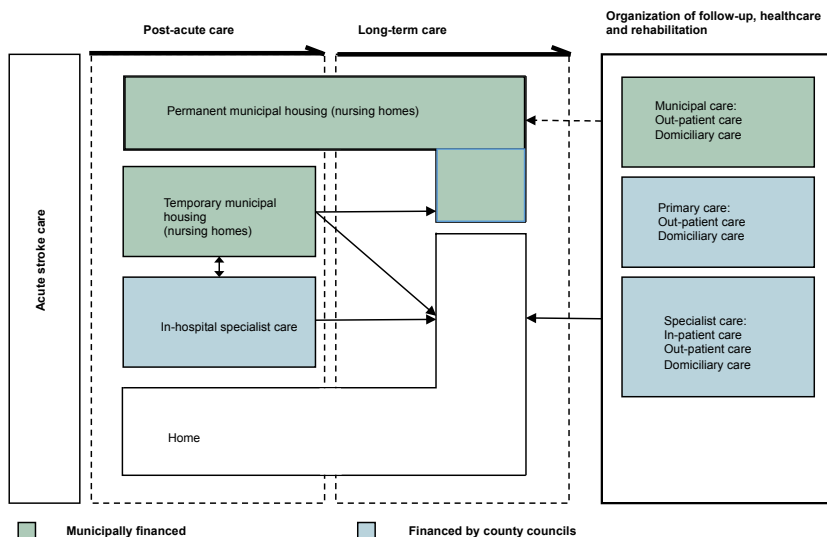 Post-acute care
Long-term care
Organization of follow-up, healthcare
and rehabilitation
Acute stroke care
Permanent municipal housing (nursing homes)
Temporary municipal
housing
(nursing homes)
In-hospital specialist care
Home
Municipal care:
Out-patient care
Domiciliary care
Primary care:
Out-patient care
Domiciliary care
Specialist care:
In-patient care
Out-patient care
Domiciliary care
Municipally financed
Financed by county councils